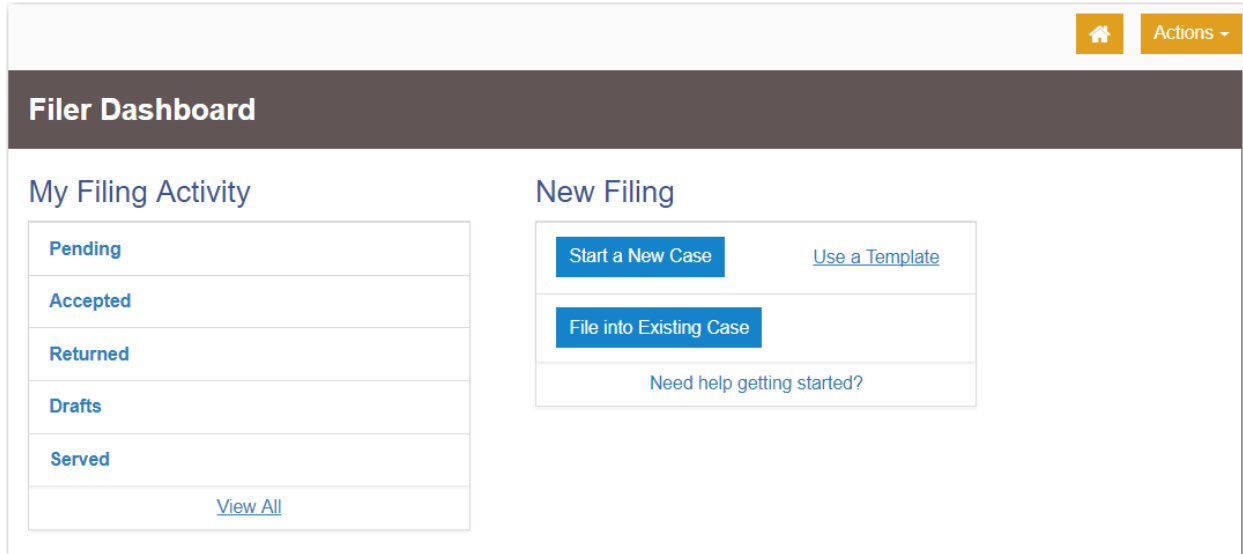 Actions
Filer Dashboard
My Filing Activity
Pending
Accepted
Returned
Drafts
Served
View All
New Filing
Start a New Case
Use a Template
File into Existing Case
Need help getting started?